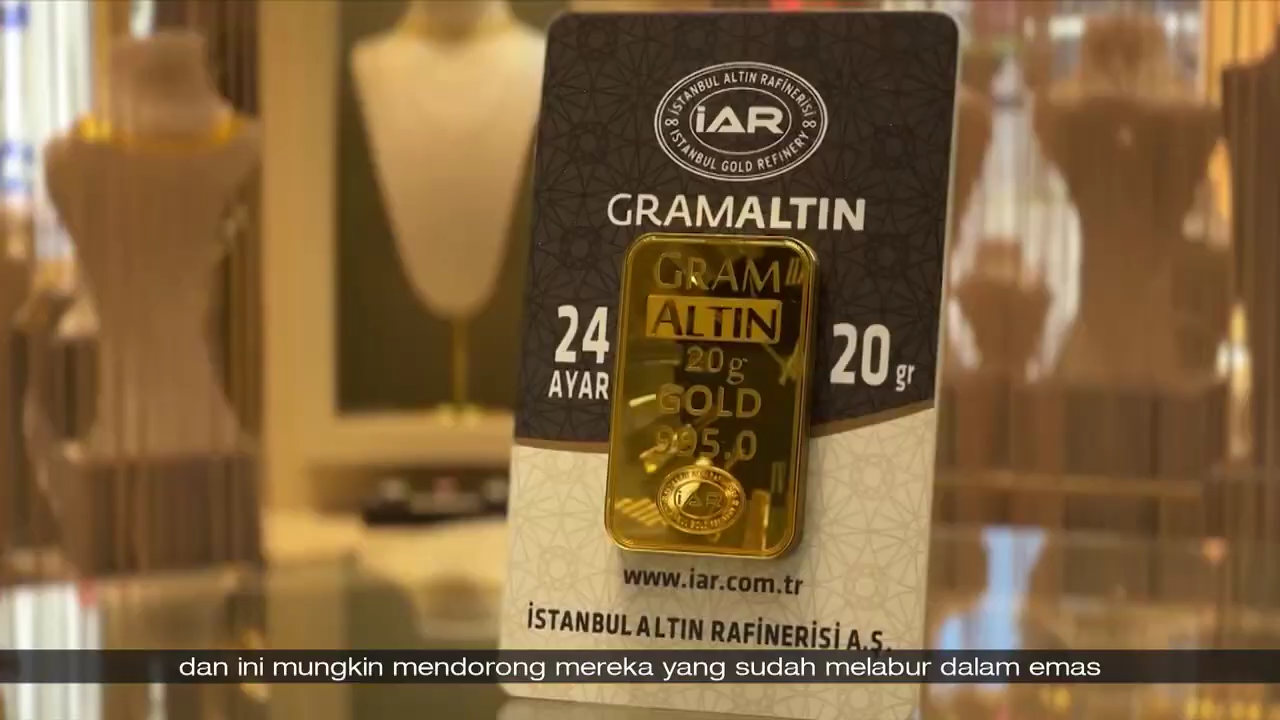 İSTANBUL ALTIN RAFİNERİSİ
İAR
ISTANBUL GOLD REFINERY
GRAMALTIN
24
AYAR
20 gr
GRAM
ALTIN
20g
GOLD
995.0
İAR
www.iar.com.tr
İSTANBUL ALTIN RAFİNERİSİ A.Ş.
dan ini mungkin mendorong mereka yang sudah melabur dalam emas